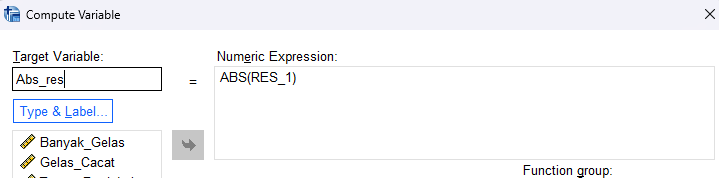 Compute Variable
Target Variable:
Numeric Expression:
Abs_res
=
ABS(RES_1)
Type & Label...
Banyak_Gelas
Gelas_Cacat
Function group: